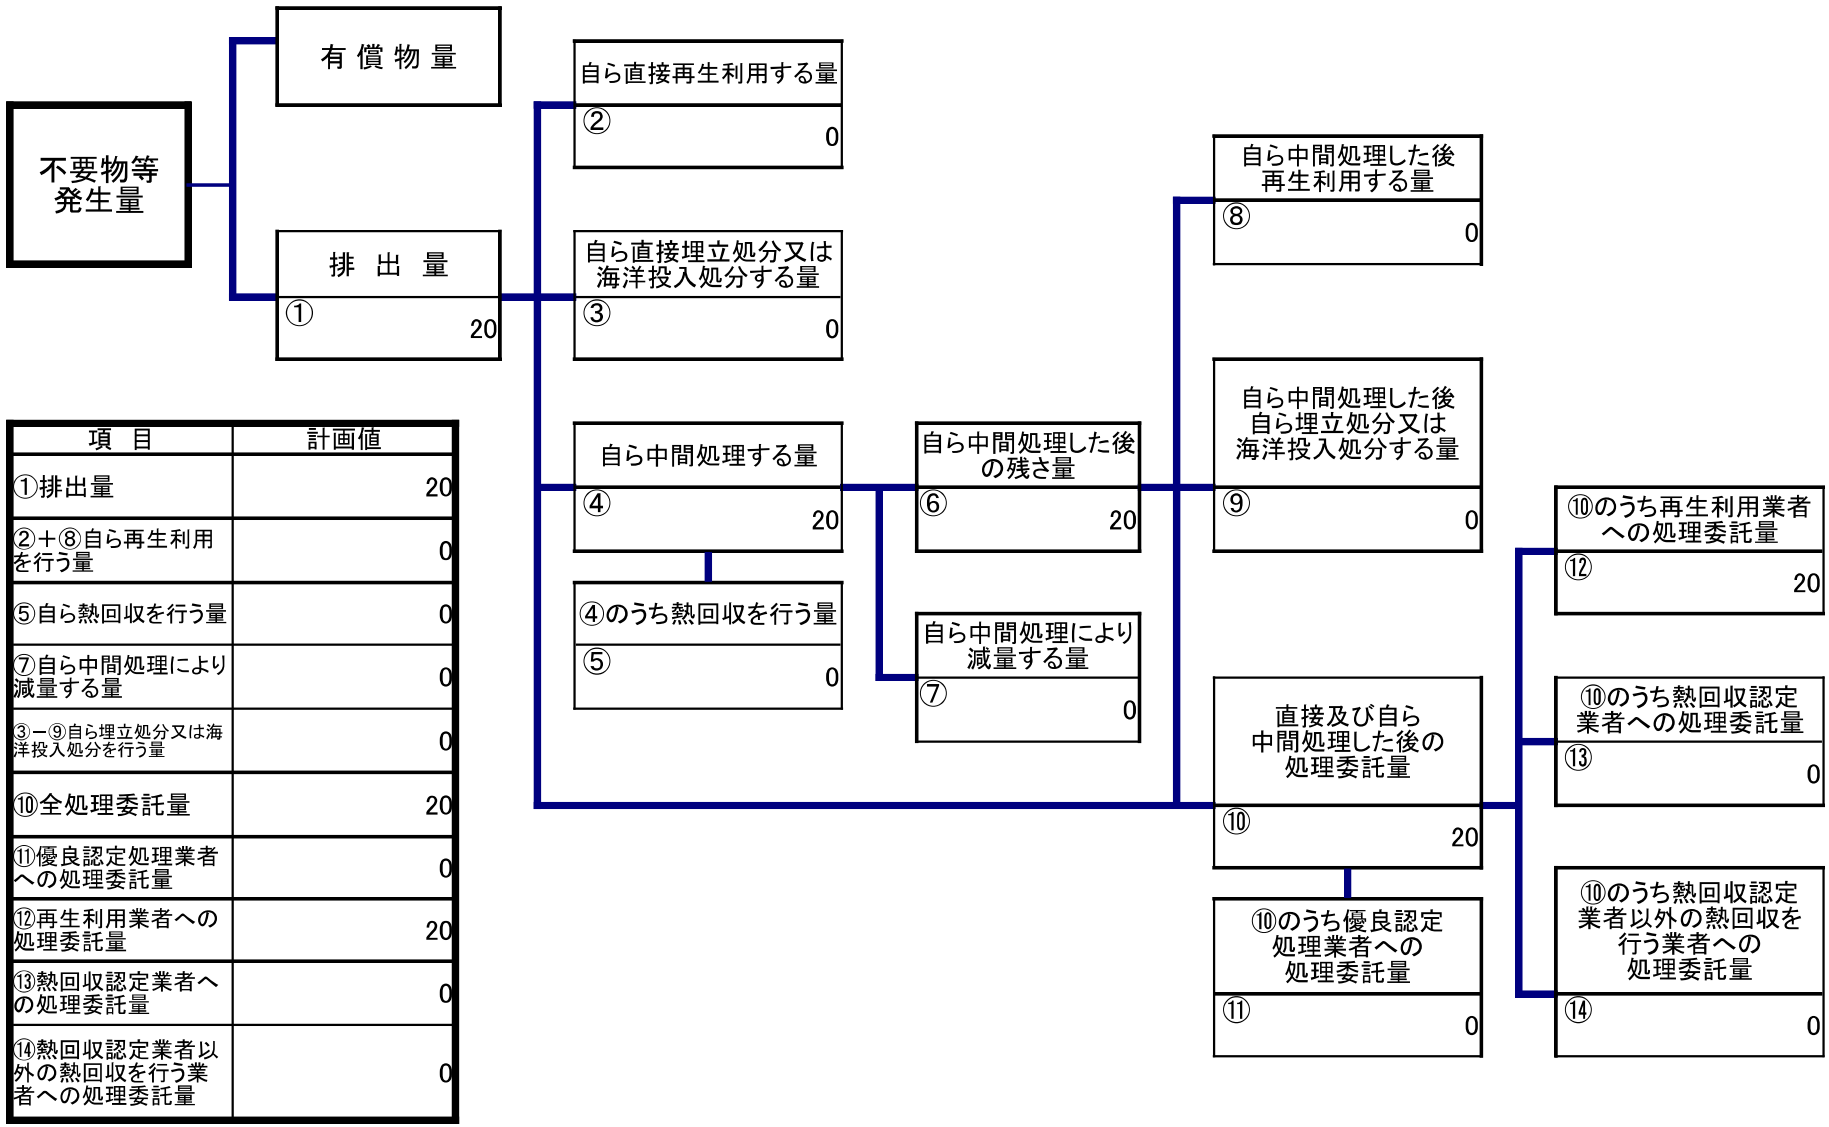 有 償 物 量
不要物等
発生量
排 出 量
①
20
自ら直接再生利用する量
②
0
自ら直接埋立処分又は
海洋投入処分する量
③
0
自ら中間処理する量
④
20
④のうち熱回収を行う量
⑤
0
自ら中間処理した後
の残さ量
⑥
20
自ら中間処理により
減量する量
⑦
0
自ら中間処理した後
再生利用する量
⑧
0
自ら中間処理した後
自ら埋立処分又は
海洋投入処分する量
⑨
0
直接及び自ら
中間処理した後の
処理委託量
⑩
20
⑩のうち優良認定
処理業者への
処理委託量
⑪
0
⑩のうち再生利用業者
への処理委託量
⑫
20
⑩のうち熱回収認定
業者への処理委託量
⑬
0
⑩のうち熱回収認定
業者以外の熱回収を
行う業者への
処理委託量
⑭
0
項 目 計画値
①排出量 20
②＋⑧自ら再生利用
を行う量
0
⑤自ら熱回収を行う量 0
⑦自ら中間処理により
減量する量
0
③－⑨自ら埋立処分又は海
洋投入処分を行う量
0
⑩全処理委託量 20
⑪優良認定処理業者
への処理委託量
0
⑫再生利用業者への
処理委託量
20
⑬熱回収認定業者へ
の処理委託量
0
⑭熱回収認定業者以
外の熱回収を行う業
者への処理委託量
0